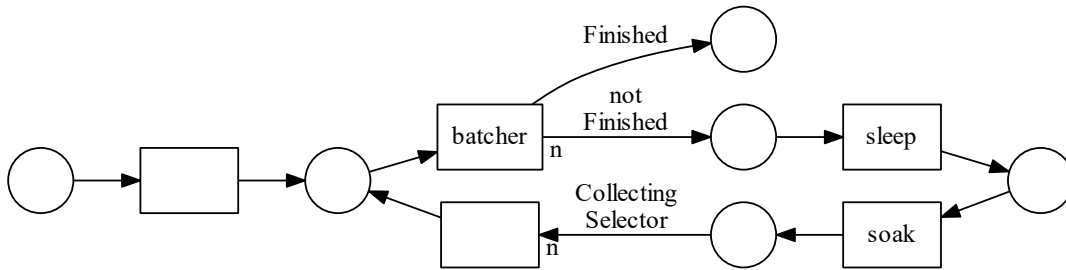 Finished
not
Finished
batcher
n
sleep
Collecting
Selector
n
soak